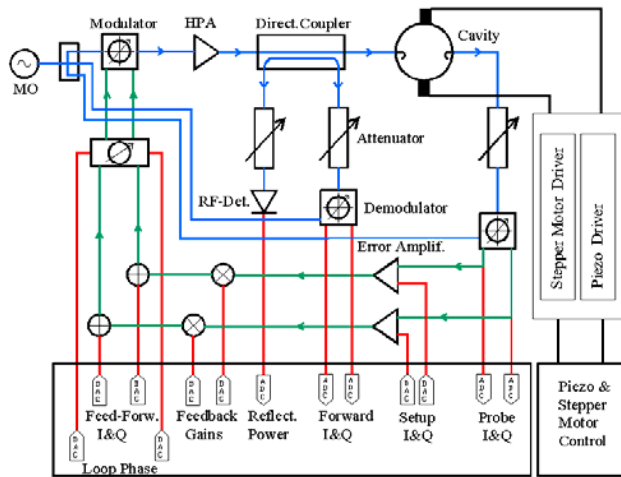 Modulator
HPA
Direct. Coupler
Cavity
MO
Attenuator
RF-Det.
Demodulator
Error Amplif.
Stepper Motor Driver
Piezo Driver
DAC
DAC
DAC
DAC
ADC
ADC
ADC
DAC
DAC
ADC
ADC
Feed-Forw.
I&Q
Feedback
Gains
Reflect.
Power
Forward
I&Q
Setup
I&Q
Probe
I&Q
DAC
DAC
Loop Phase
Piezo &
Stepper
Motor
Control